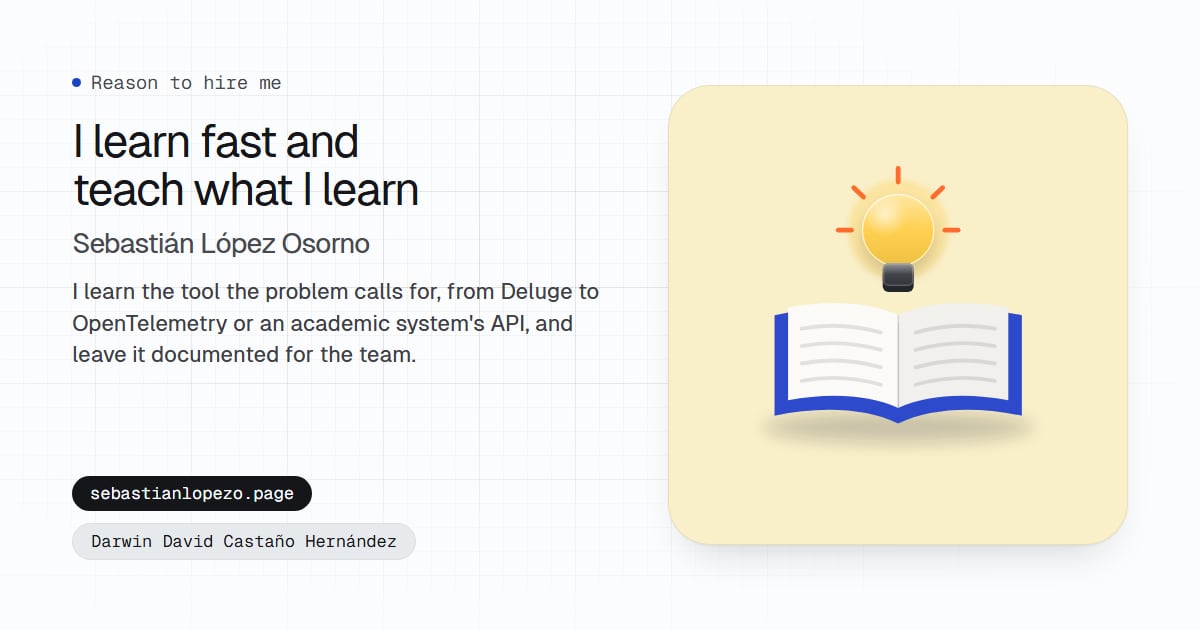 Reason to hire me
I learn fast and
teach what I learn
Sebastián López Osorno
I learn the tool the problem calls for, from Deluge to
OpenTelemetry or an academic system's API, and
leave it documented for the team.
sebastianlopezo.page
Darwin David Castaño Hernández